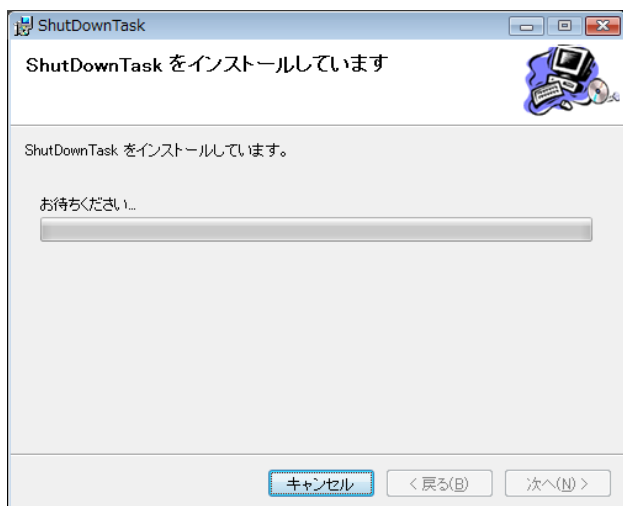 ShutDownTask
ShutDownTask をインストールしています
ShutDownTask をインストールしています。
お待ちください...
キャンセル
< 戻る(B)
次へ(N) >